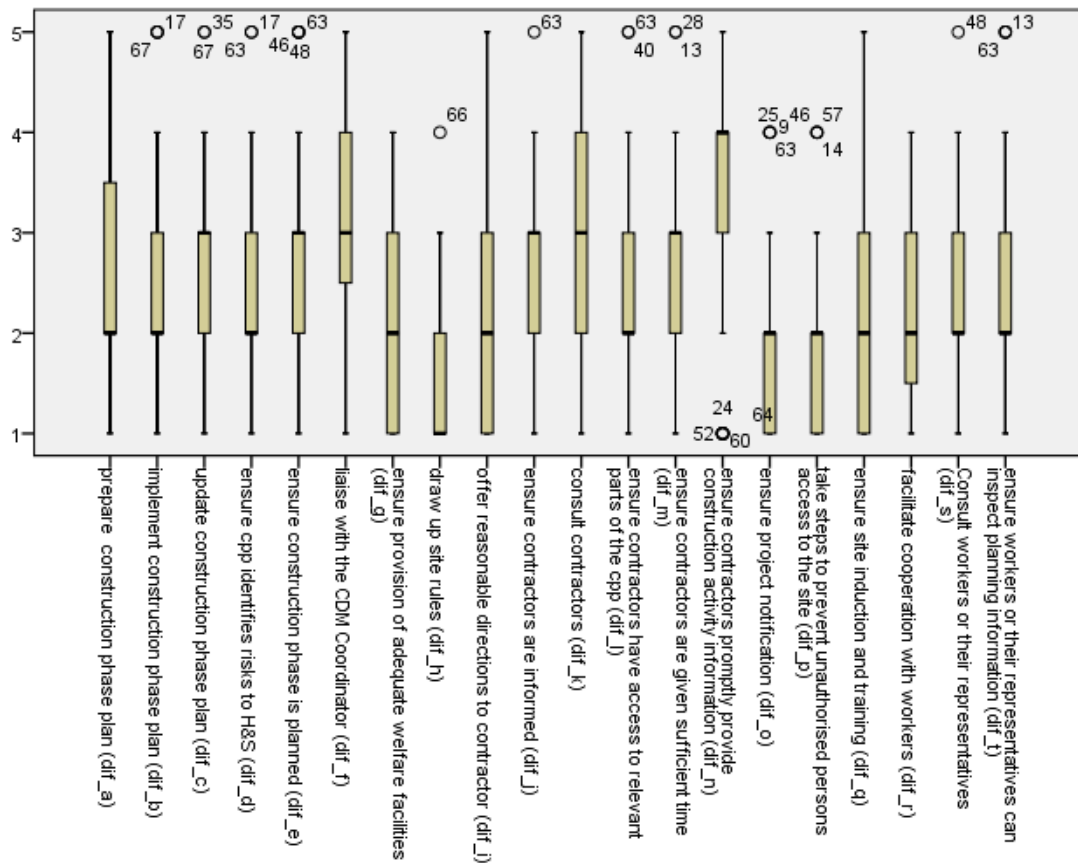 5
4
3
2
1
17
67
35
67
17
63
63
46
48
66
63
63
40
28
13
24
52
60
25
9
46
63
64
57
14
48
13
63
prepare construction phase plan (dif_a)
implement construction phase plan (dif_b)
update construction phase plan (dif_c)
ensure cpp identifies risks to H&S (dif_d)
ensure construction phase is planned (dif_e)
liaise with the CDM Coordinator (dif_f)
ensure provision of adequate welfare facilities
(dif_g)
draw up site rules (dif_h)
offer reasonable directions to contractor (dif_i)
ensure contractors are informed (dif_j)
consult contractors (dif_k)
ensure contractors have access to relevant
parts of the cpp (dif_l)
ensure contractors are given sufficient time
(dif_m)
ensure contractors promptly provide
construction activity information (dif_n)
ensure project notification (dif_o)
take steps to prevent unauthorised persons
access to the site (dif_p)
ensure site induction and training (dif_q)
facilitate cooperation with workers (dif_r)
Consult workers or their representatives
(dif_s)
ensure workers or their representatives can
inspect planning information (dif_t)